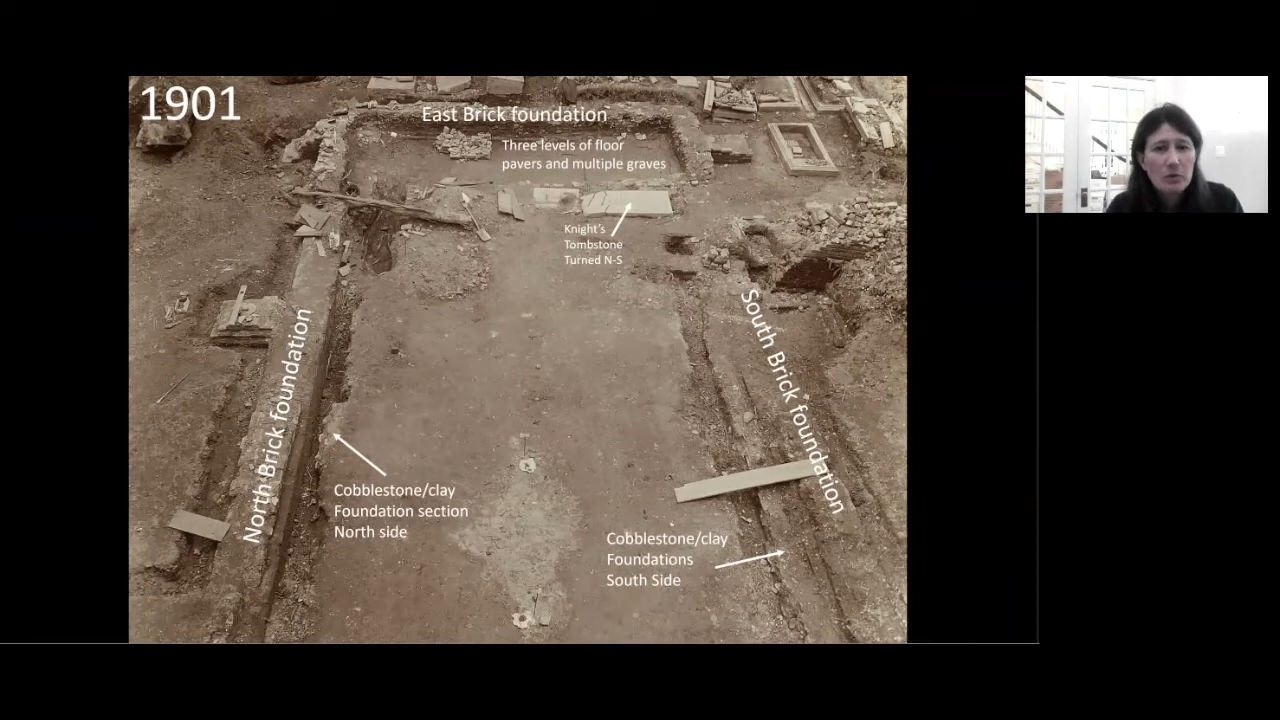 1901
East Brick foundation
Three levels of floor
pavers and multiple graves
Knight's
Tombstone
Turned N-S
North Brick foundation
South Brick foundation
Cobblestone/clay
Foundation section
North side
Cobblestone/clay
Foundations
South Side